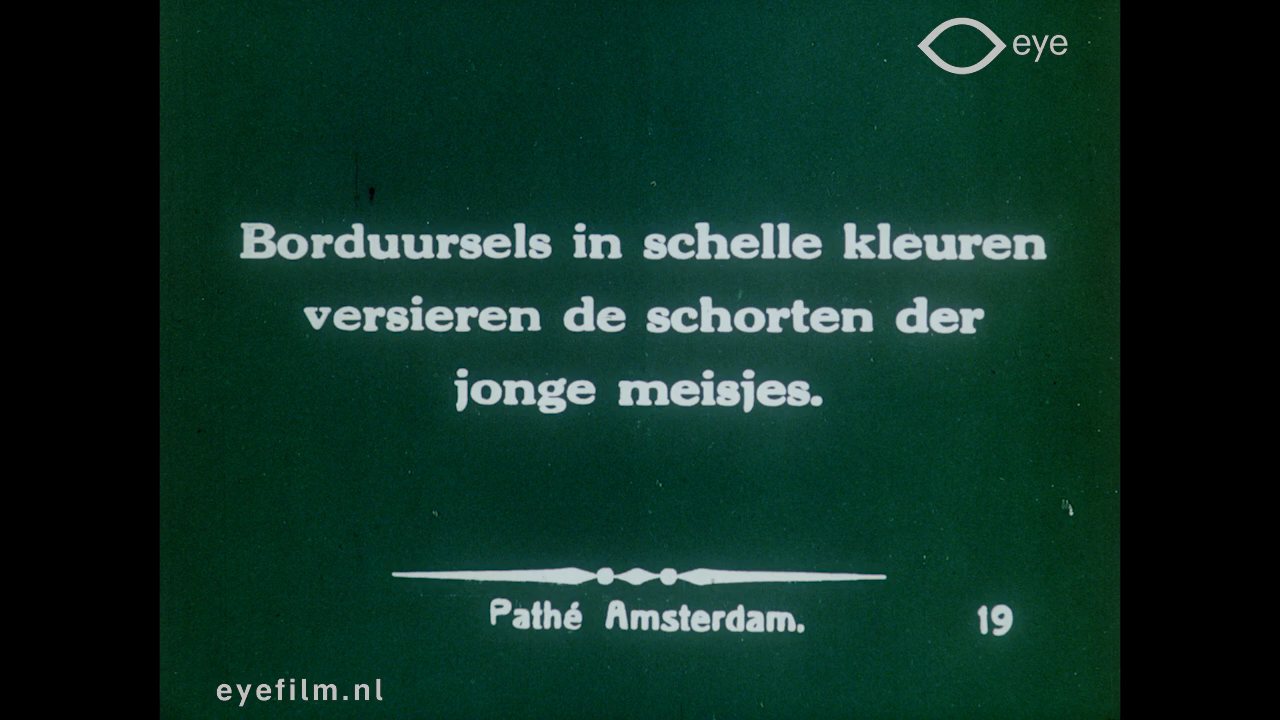 eye
Borduursels in schelle kleuren
versieren de schorten der
jonge meisjes.
Pathé Amsterdam.
19
eyefilm.nl